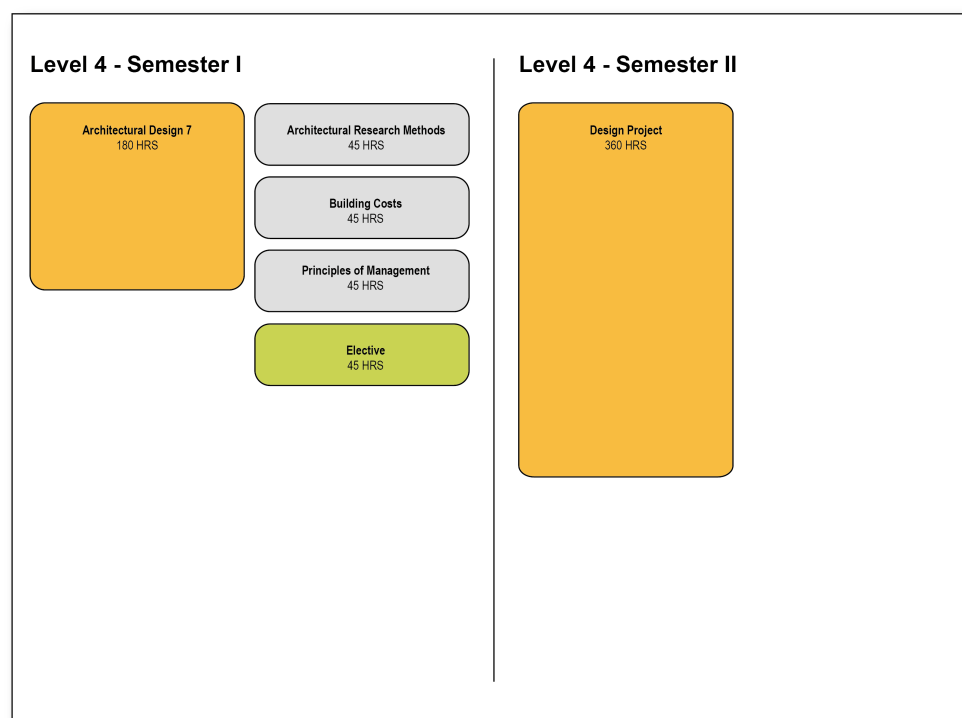 Level 4 - Semester I
Architectural Design 7
180 HRS
Architectural Research Methods
45 HRS
Building Costs
45 HRS
Principles of Management
45 HRS
Elective
45 HRS
Level 4 - Semester II
Design Project
360 HRS